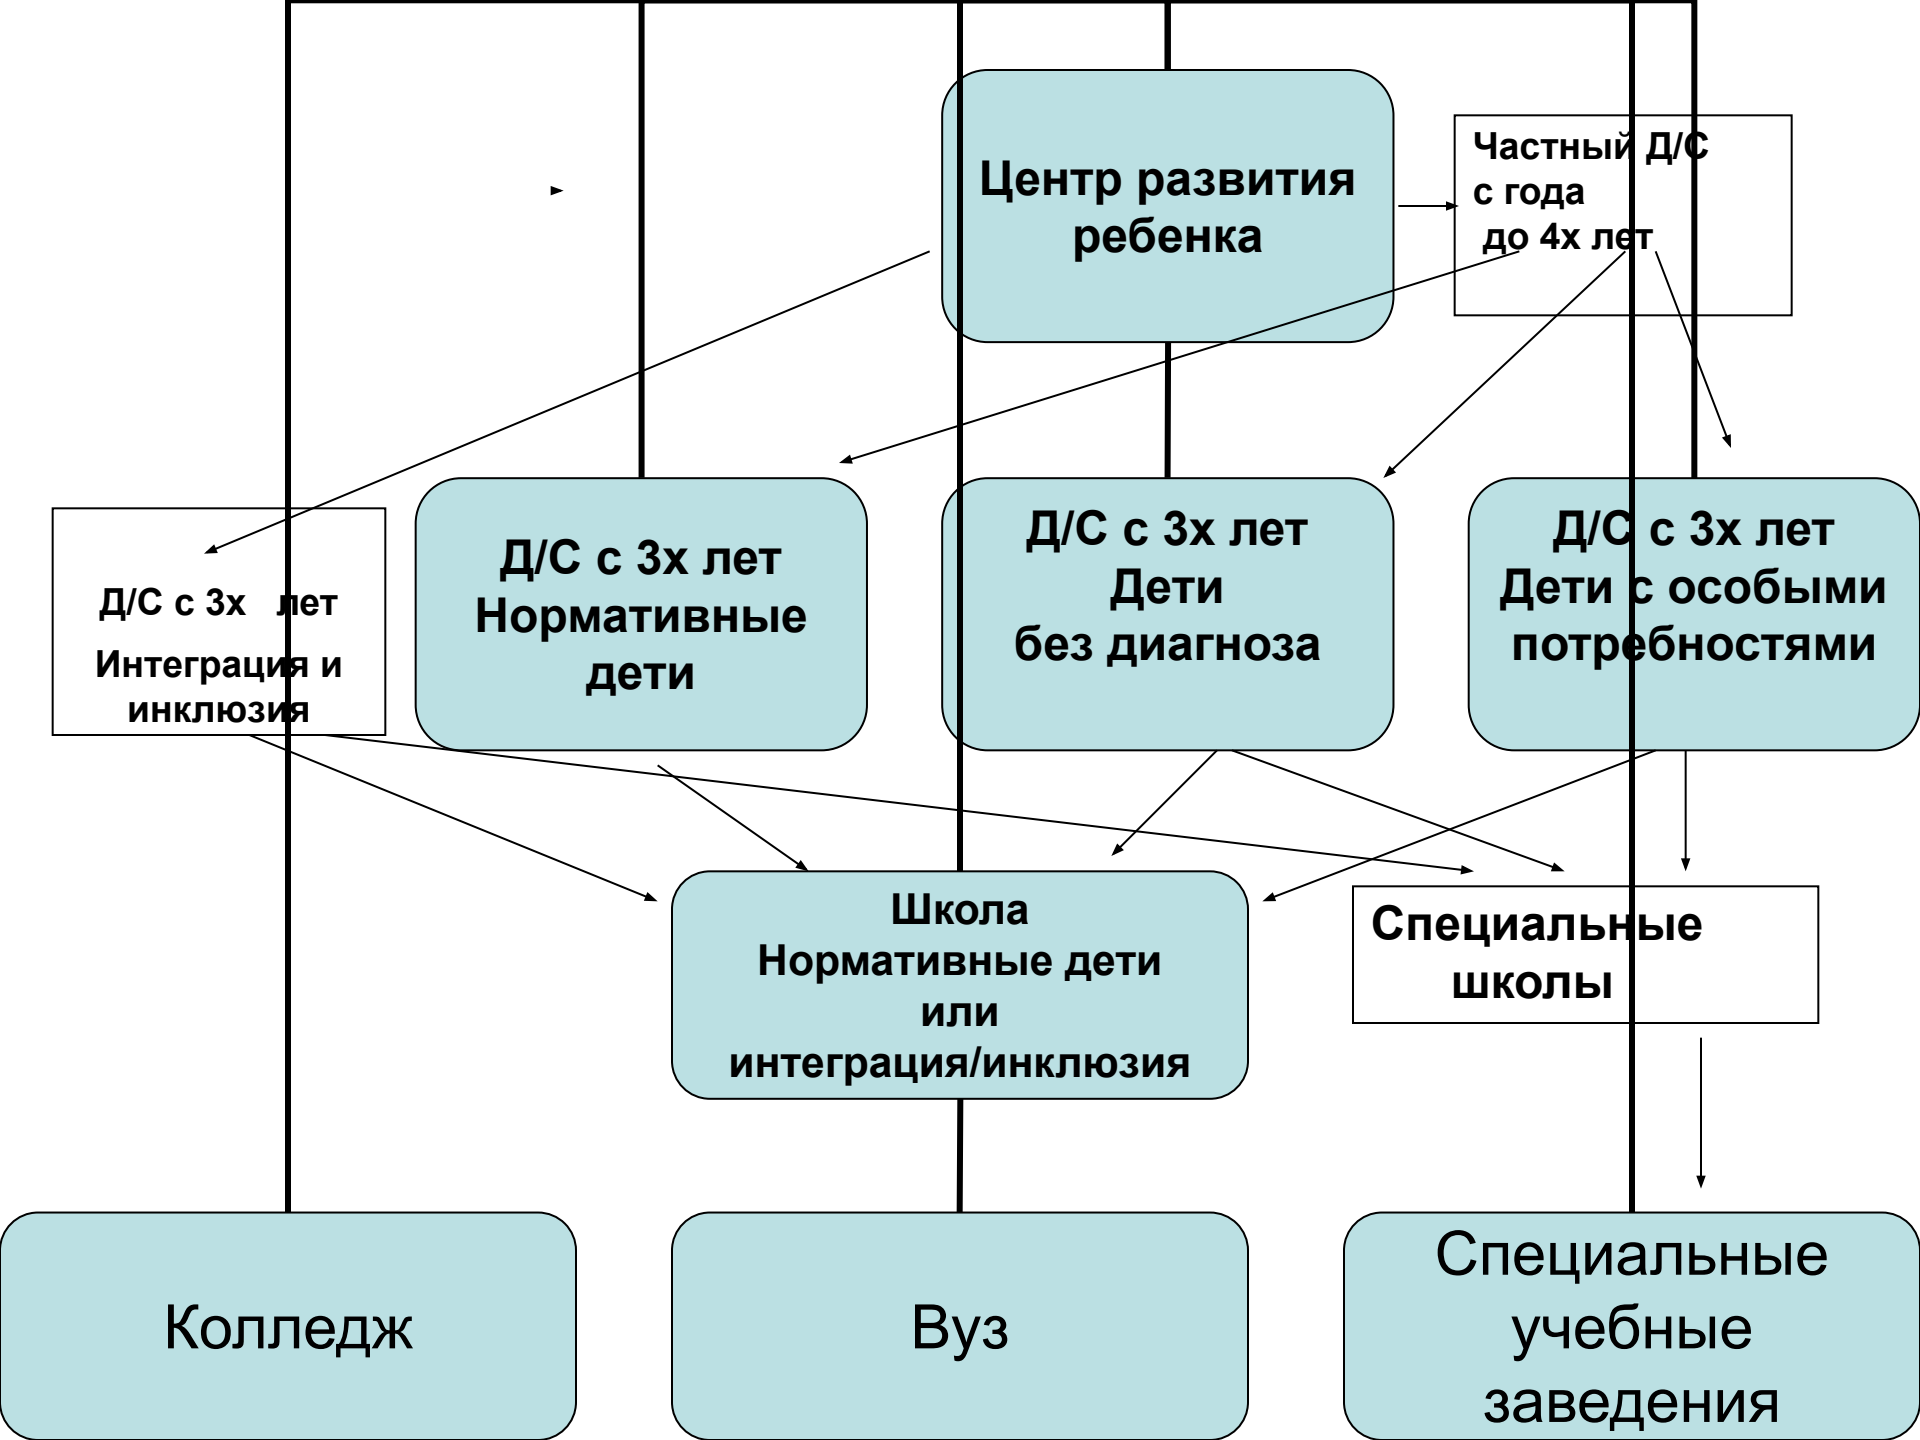 Центр развития
ребенка
Частный Д/С
с года
до 4х лет
Д/С с 3х лет
Интеграция и
инклюзия
Д/С с 3х лет
Нормативные
дети
Д/С с 3х лет
Дети
без диагноза
Д/С с 3х лет
Дети с особыми
потребностями
Школа
Нормативные дети
или
интеграция/инклюзия
Специальные
школы
Колледж
Вуз
Специальные
учебные
заведения